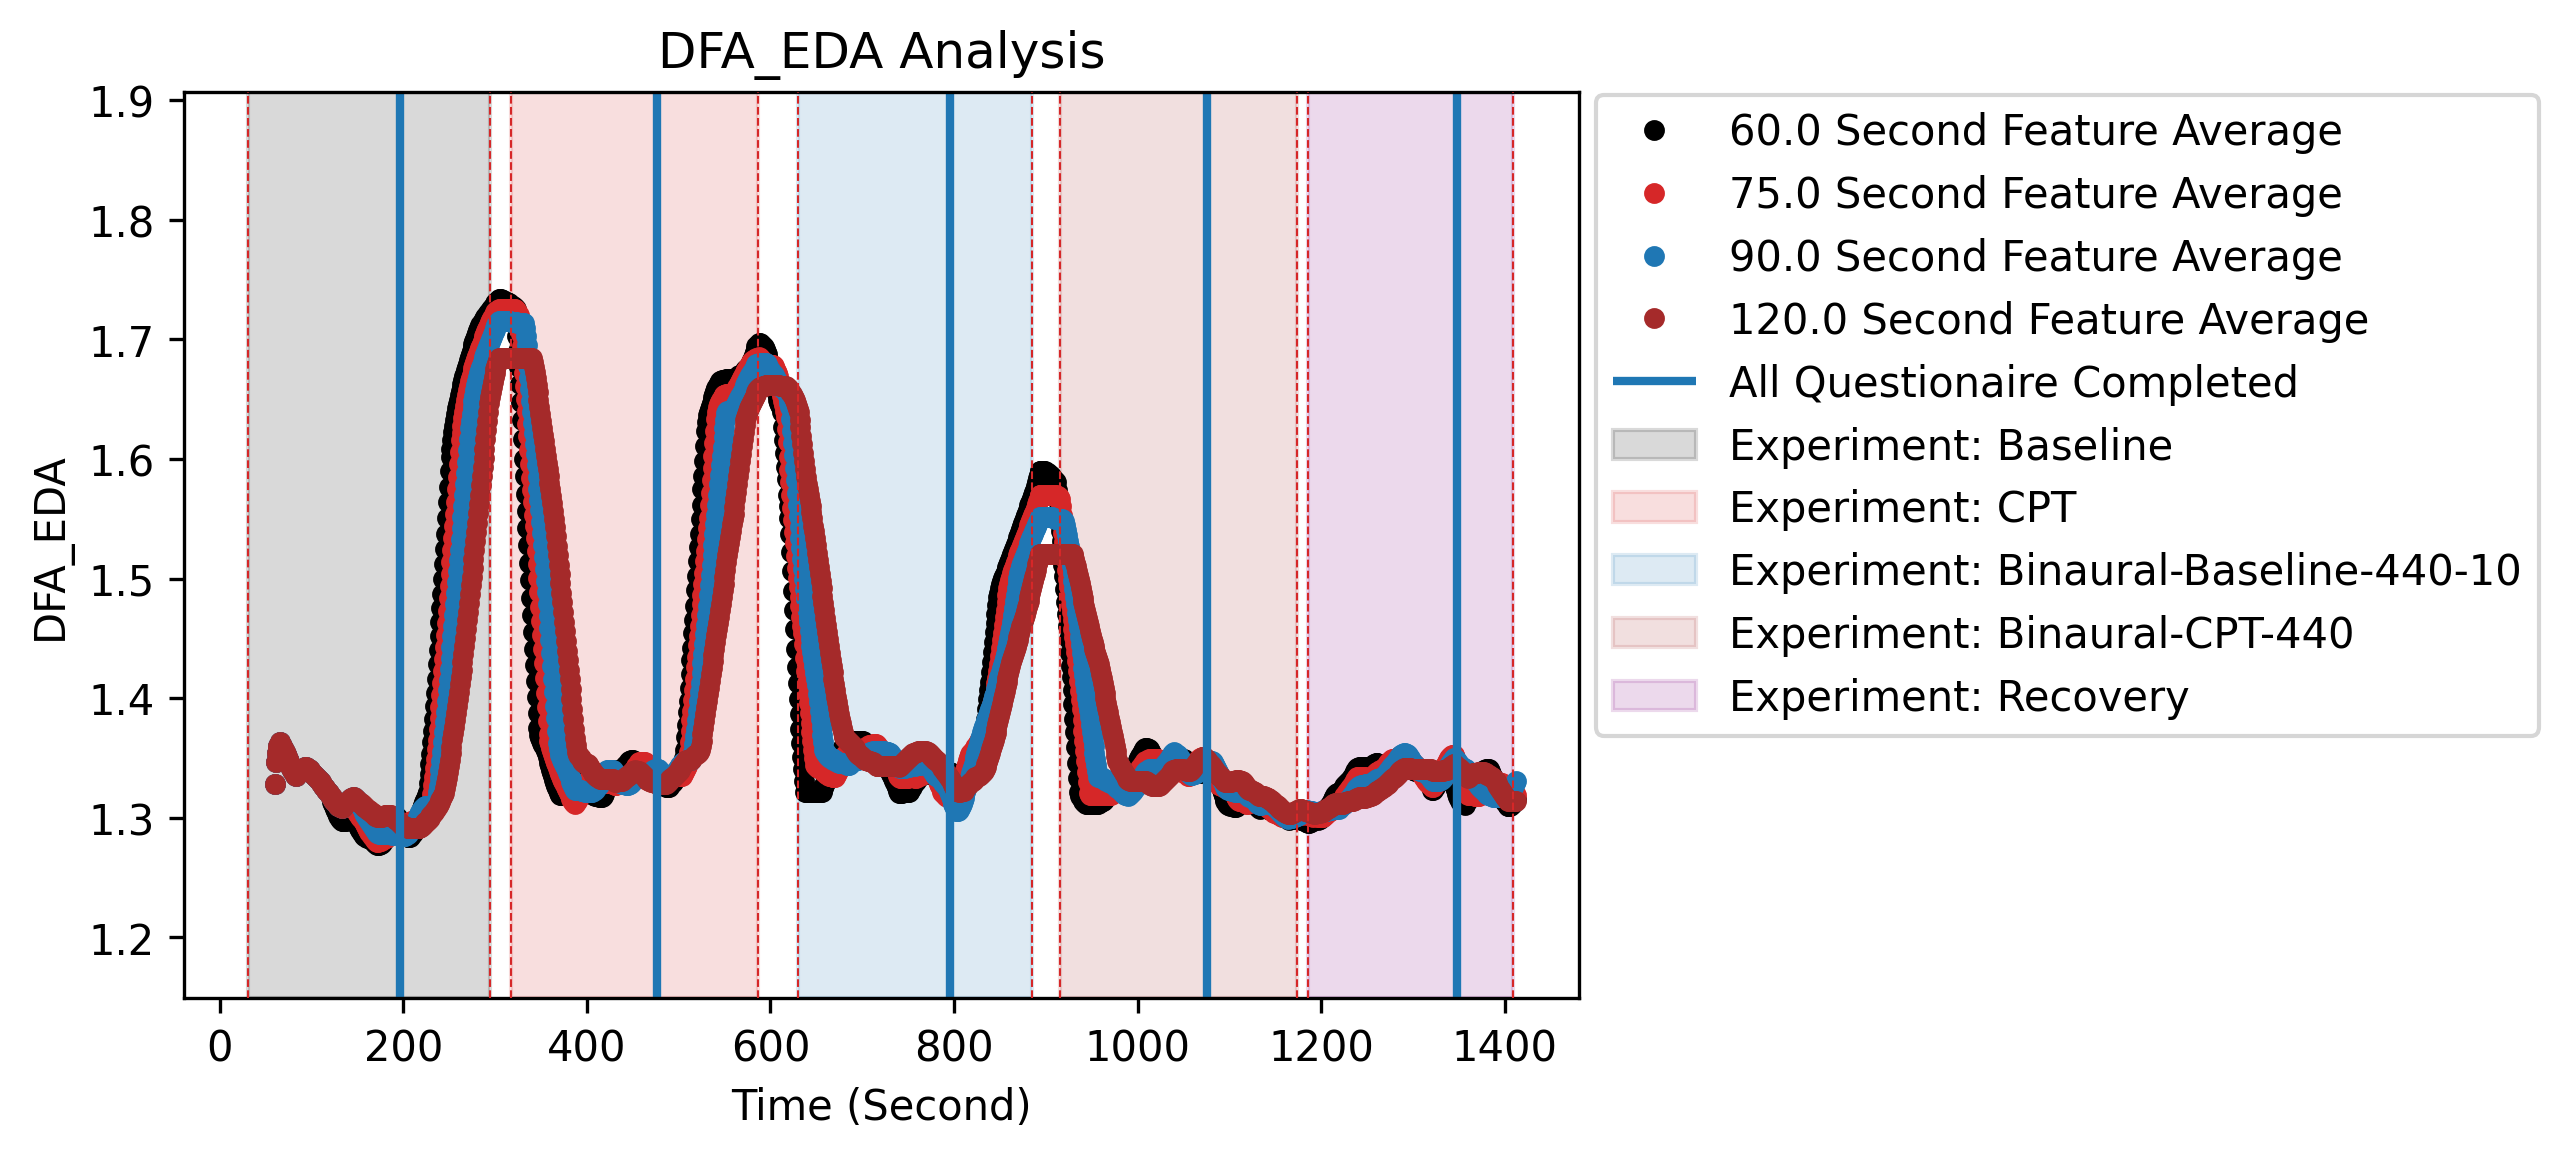 DFA_EDA Analysis
DFA_EDA
1.9
1.8
1.7
1.6
1.5
1.4
1.3
1.2
0 200 400 600 800 1000 1200 1400
Time (Second)
60.0 Second Feature Average
75.0 Second Feature Average
90.0 Second Feature Average
120.0 Second Feature Average
All Questionaire Completed
Experiment: Baseline
Experiment: CPT
Experiment: Binaural-Baseline-440-10
Experiment: Binaural-CPT-440
Experiment: Recovery